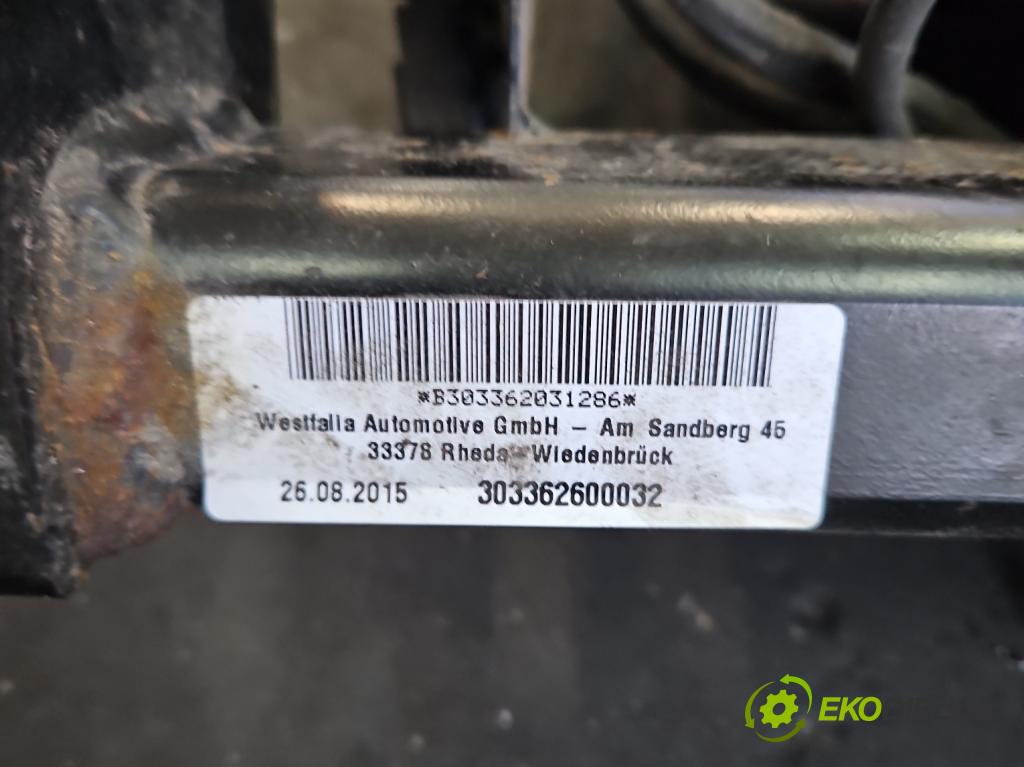 *B303362031286*
Westfalia Automotive GmbH – Am Sandberg 45
33378 Rheda-Wiedenbrück
26.08.2015 303362600032
EKO